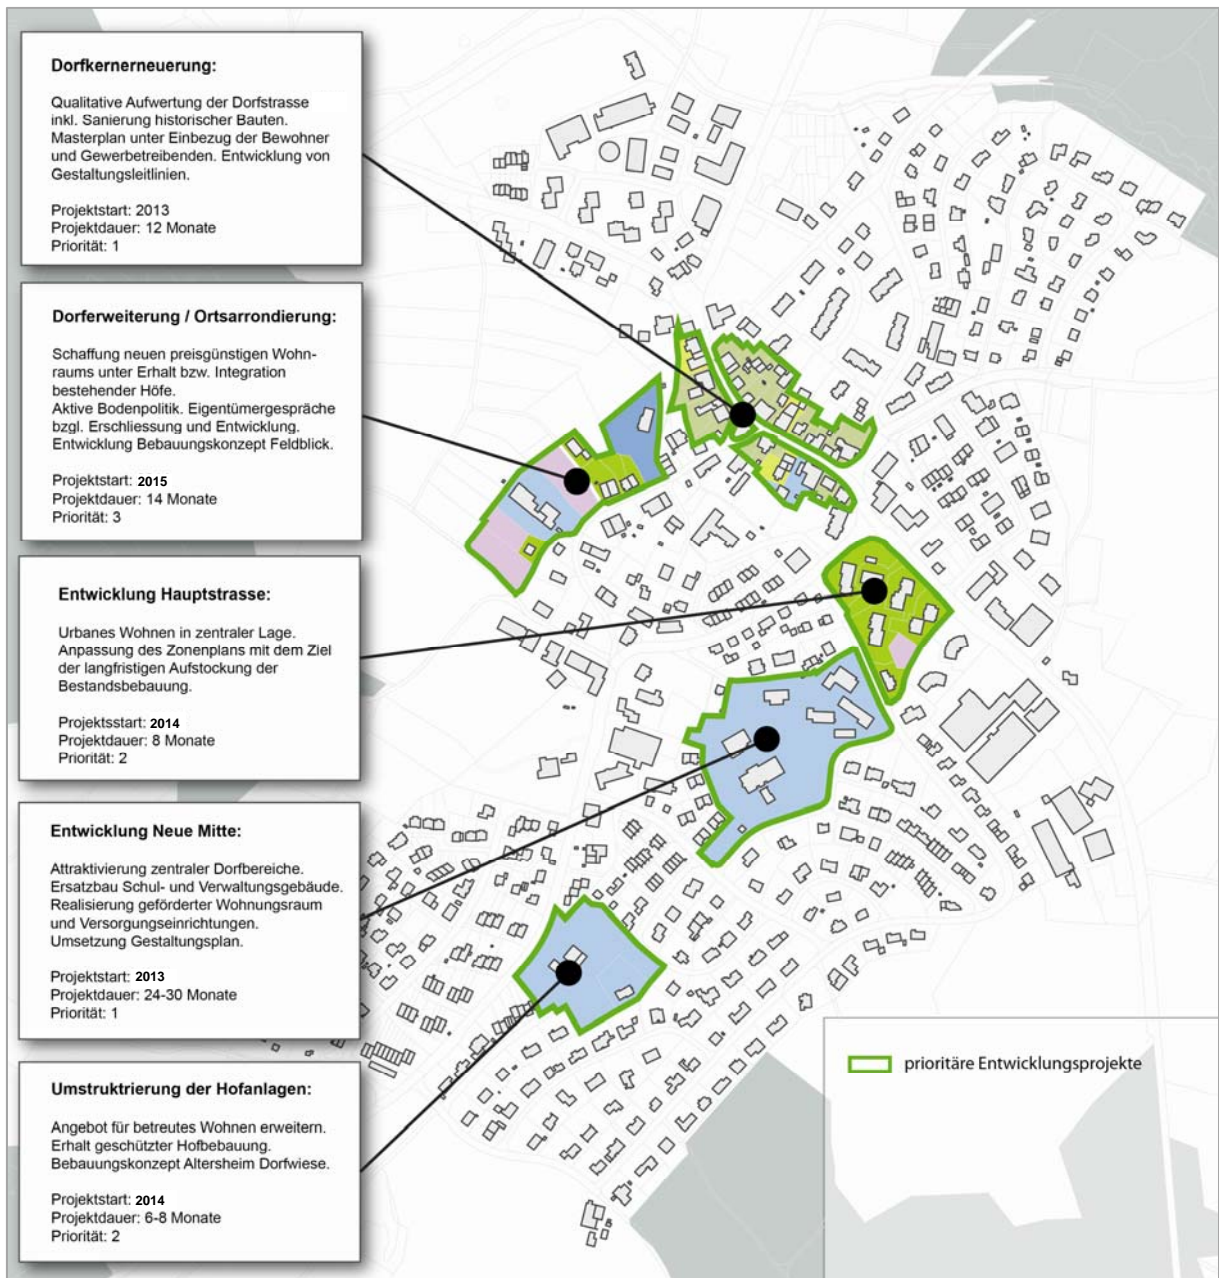 Dorfkernerneuerung:
Qualitative Aufwertung der Dorfstrasse
inkl. Sanierung historischer Bauten.
Masterplan unter Einbezug der Bewohner
und Gewerbetreibenden. Entwicklung von
Gestaltungsleitlinien.
Projektstart: 2013
Projektdauer: 12 Monate
Priorität: 1
Dorferweiterung / Ortsarrondierung:
Schaffung neuen preisgünstigen Wohn-
raums unter Erhalt bzw. Integration
bestehender Höfe.
Aktive Bodenpolitik. Eigentümergespräche
bzgl. Erschliessung und Entwicklung.
Entwicklung Bebauungskonzept Feldblick.
Projektstart: 2015
Projektdauer: 14 Monate
Priorität: 3
Entwicklung Hauptstrasse:
Urbanes Wohnen in zentraler Lage.
Anpassung des Zonenplans mit dem Ziel
der langfristigen Aufstockung der
Bestandsbebauung.
Projektsstart: 2014
Projektdauer: 8 Monate
Priorität: 2
Entwicklung Neue Mitte:
Attraktivierung zentraler Dorfbereiche.
Ersatzbau Schul- und Verwaltungsgebäude.
Realisierung geförderter Wohnungsraum
und Versorgungseinrichtungen.
Umsetzung Gestaltungsplan.
Projektstart: 2013
Projektdauer: 24-30 Monate
Priorität: 1
Umstruktrierung der Hofanlagen:
Angebot für betreutes Wohnen erweitern.
Erhalt geschützter Hofbebauung.
Bebauungskonzept Altersheim Dorfwiese.
Projektstart: 2014
Projektdauer: 6-8 Monate
Priorität: 2
prioritäre Entwicklungsprojekte